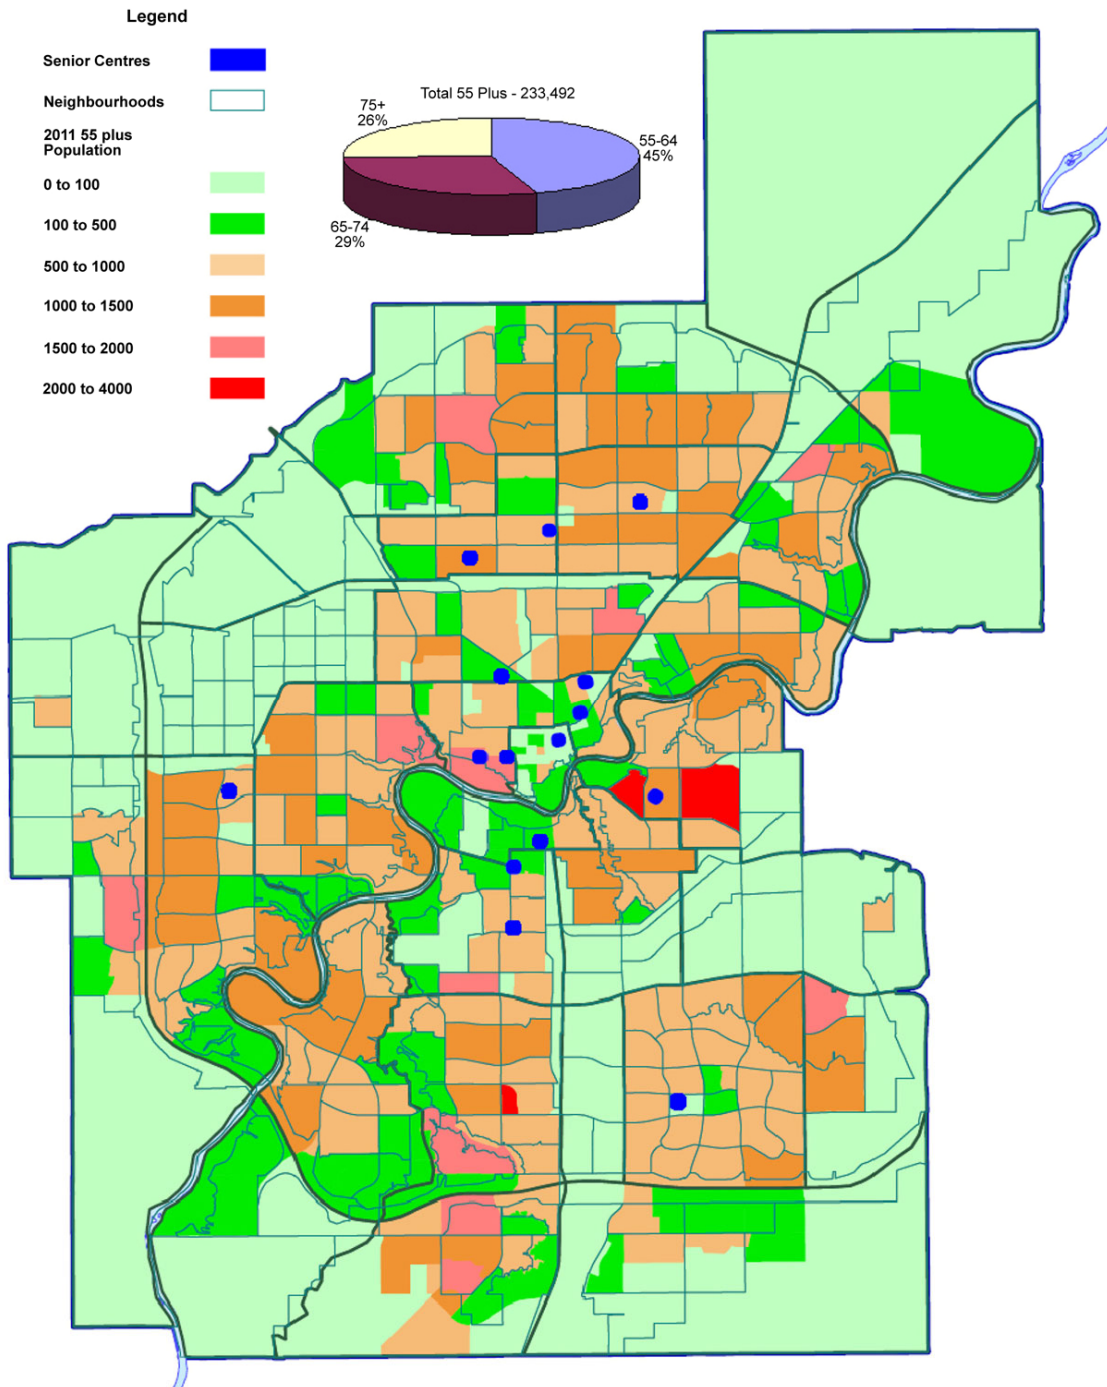 Legend
Senior Centres
Neighbourhoods
2011 55 plus
Population
0 to 100
100 to 500
500 to 1000
1000 to 1500
1500 to 2000
2000 to 4000
Total 55 Plus - 233,492
75+
26%
55-64
45%
65-74
29%